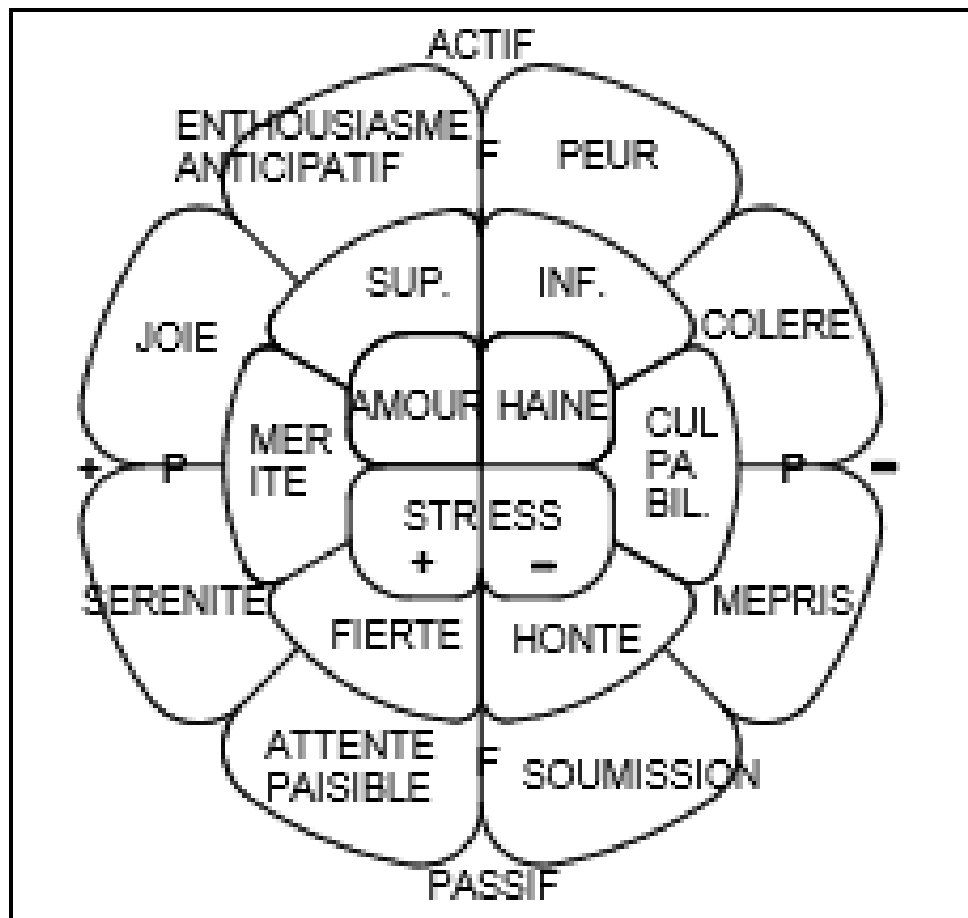 ACTIF
ENTHOUSIASME
ANTICIPATIF
F
PEUR
SUP.
INF.
JOIE
COLERE
AMOUR
HAINE
MER
ITE
CUL
PA
BIL.
+
P
P
-
STRESS
+
-
SERENITE
MEPRIS
FIERTE
HONTE
ATTENTE
PAISIBLE
F
SOUMISSION
PASSIF